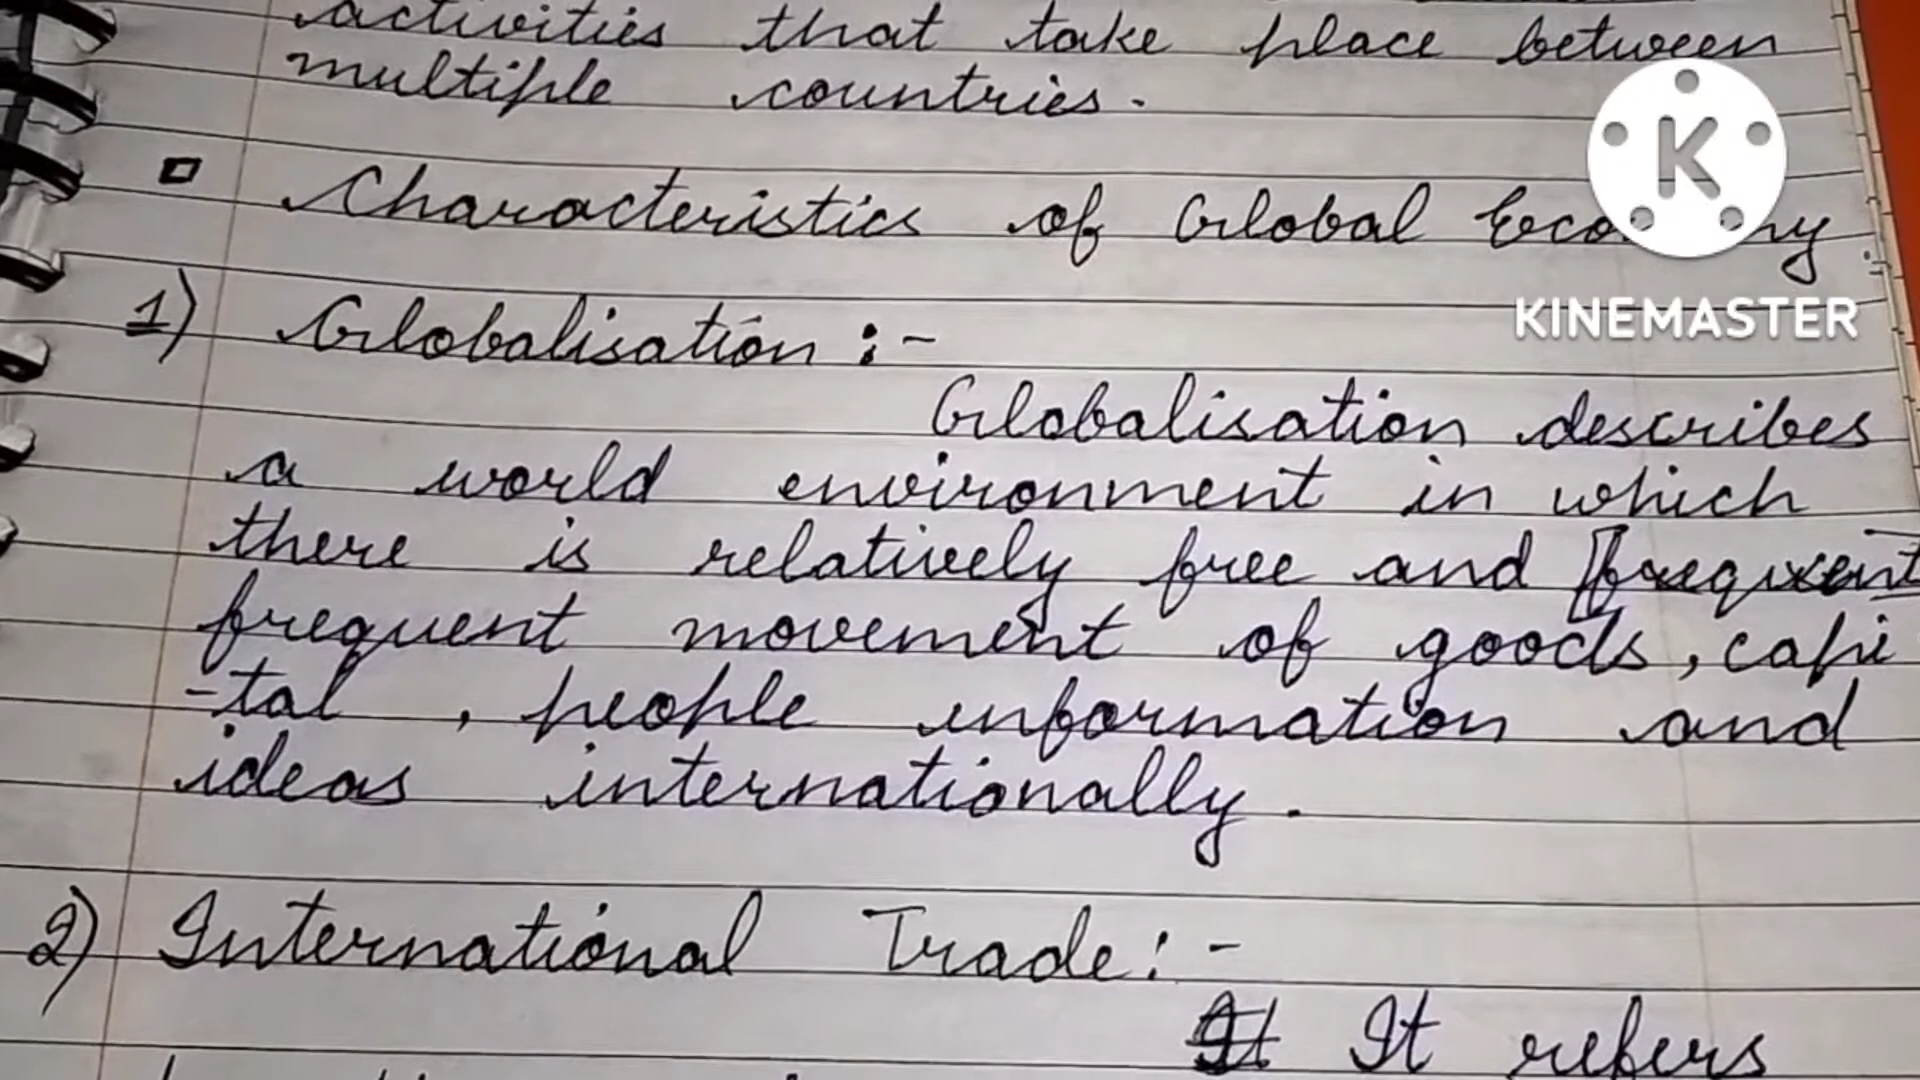 activities that take place between
multiple countries.
Characteristics of Global Economy
1) Globalisation :-
Globalisation describes
a world environment in which
there is relatively free and frequent
frequent movement of goods, capi
-tal , people information and
ideas internationally.
2) International Trade : -
It It refers
K
KINEMASTER